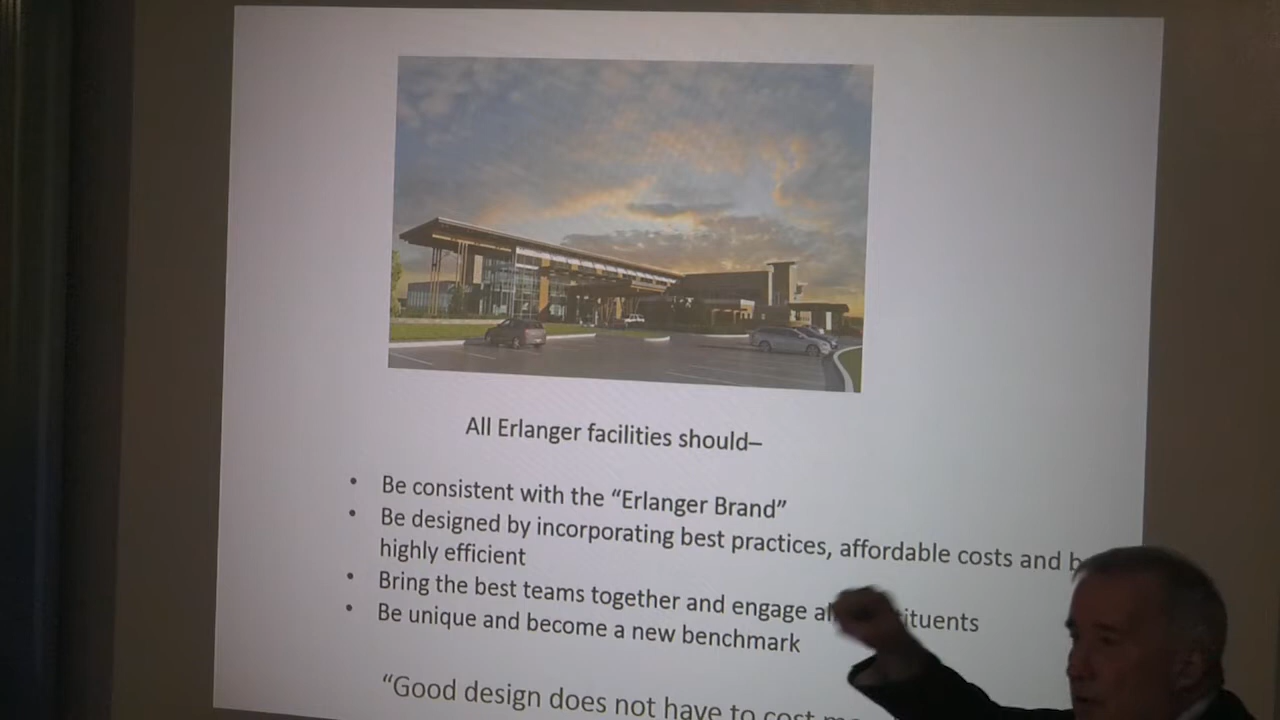 All Erlanger facilities should–
• Be consistent with the “Erlanger Brand”
• Be designed by incorporating best practices, affordable costs and
highly efficient
• Bring the best teams together and engage
• Be unique and become a new benchmark
“Good design does not have to cost